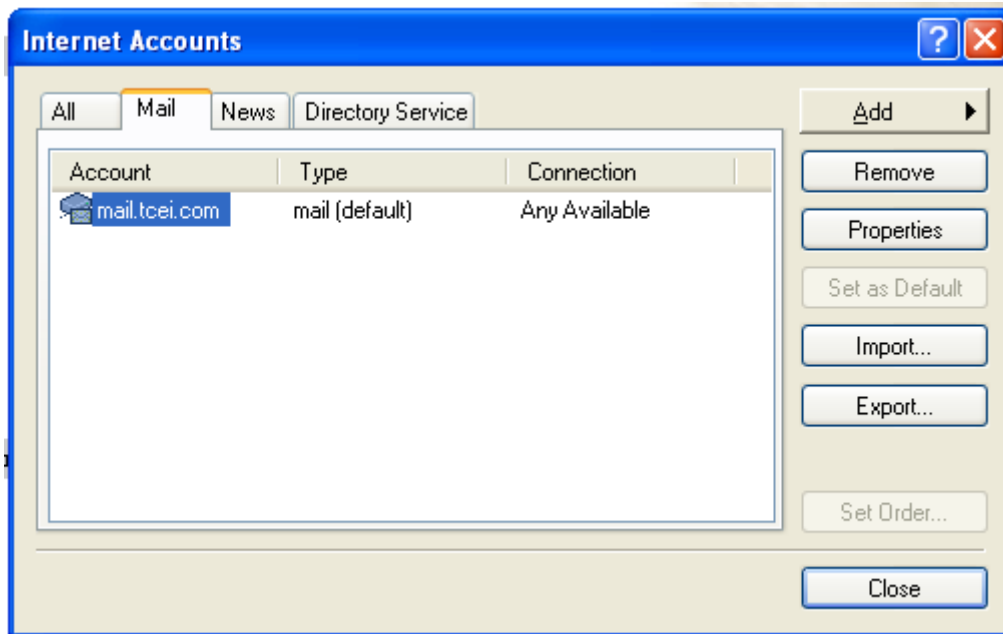 Internet Accounts
All Mail News Directory Service
Add
Account Type Connection
Remove
mail.tcei.com mail (default) Any Available
Properties
Set as Default
Import...
Export...
Set Order...
Close